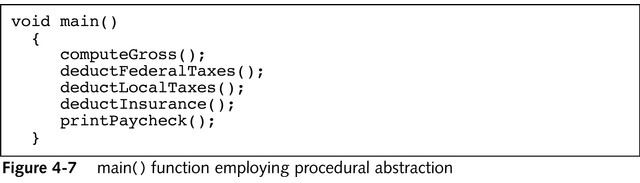 void main()
{
computeGross();
deductFederalTaxes();
deductLocalTaxes();
deductInsurance();
printPaycheck();
}
Figure 4-7 main() function employing procedural abstraction